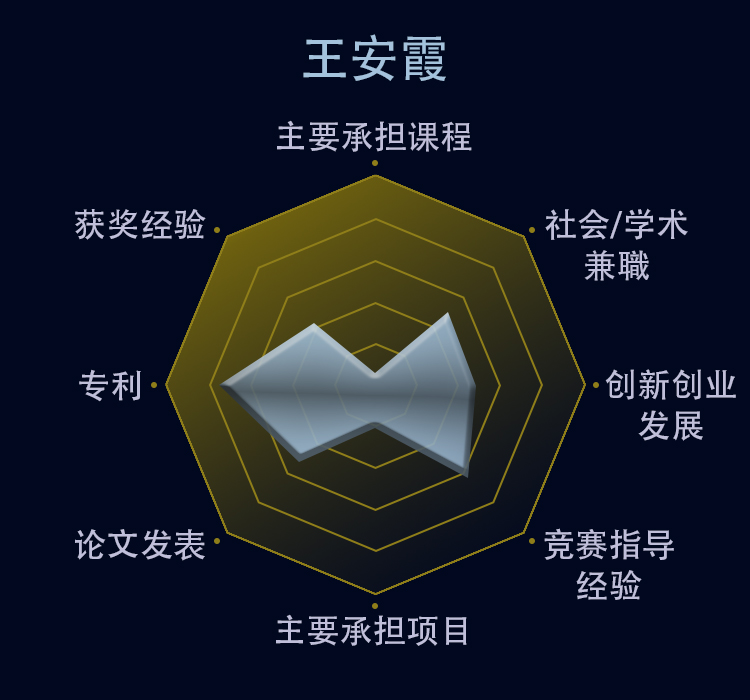 王安霞
主要承担课程
获奖经验
社会/学术
兼職
专利
创新创业
发展
论文发表
竞赛指导
经验
主要承担项目